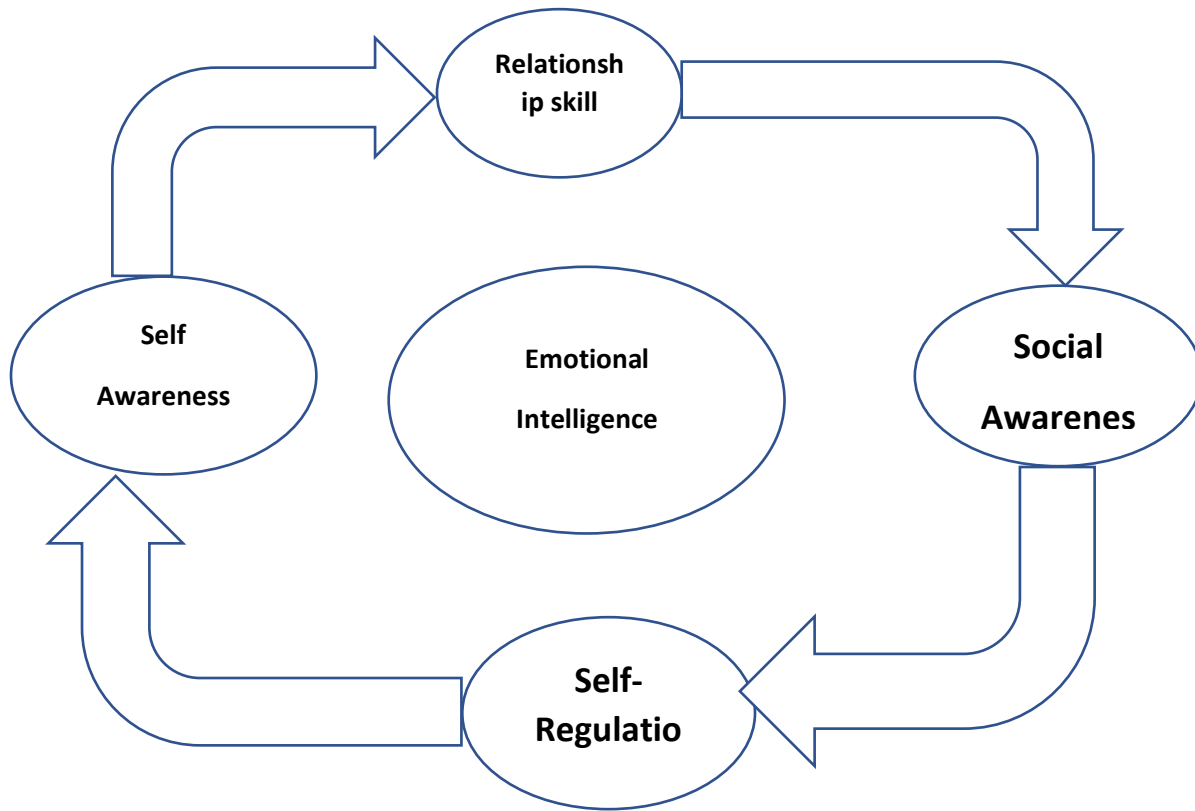 Relationsh
ip skill
Self
Awareness
Emotional
Intelligence
Social
Awarenes
Self-
Regulatio